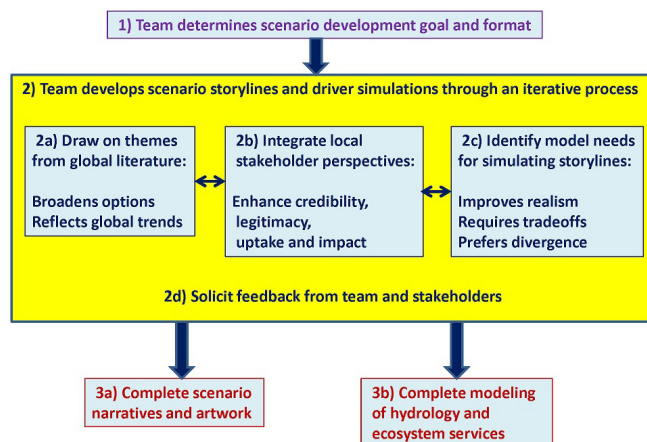 1) Team determines scenario development goal and format
2) Team develops scenario storylines and driver simulations through an iterative process
2a) Draw on themes
from global literature:
Broadens options
Reflects global trends
2b) Integrate local
stakeholder perspectives:
Enhance credibility,
legitimacy,
uptake and impact
2c) Identify model needs
for simulating storylines:
Improves realism
Requires tradeoffs
Prefers divergence
2d) Solicit feedback from team and stakeholders
3a) Complete scenario
narratives and artwork
3b) Complete modeling
of hydrology and
ecosystem services